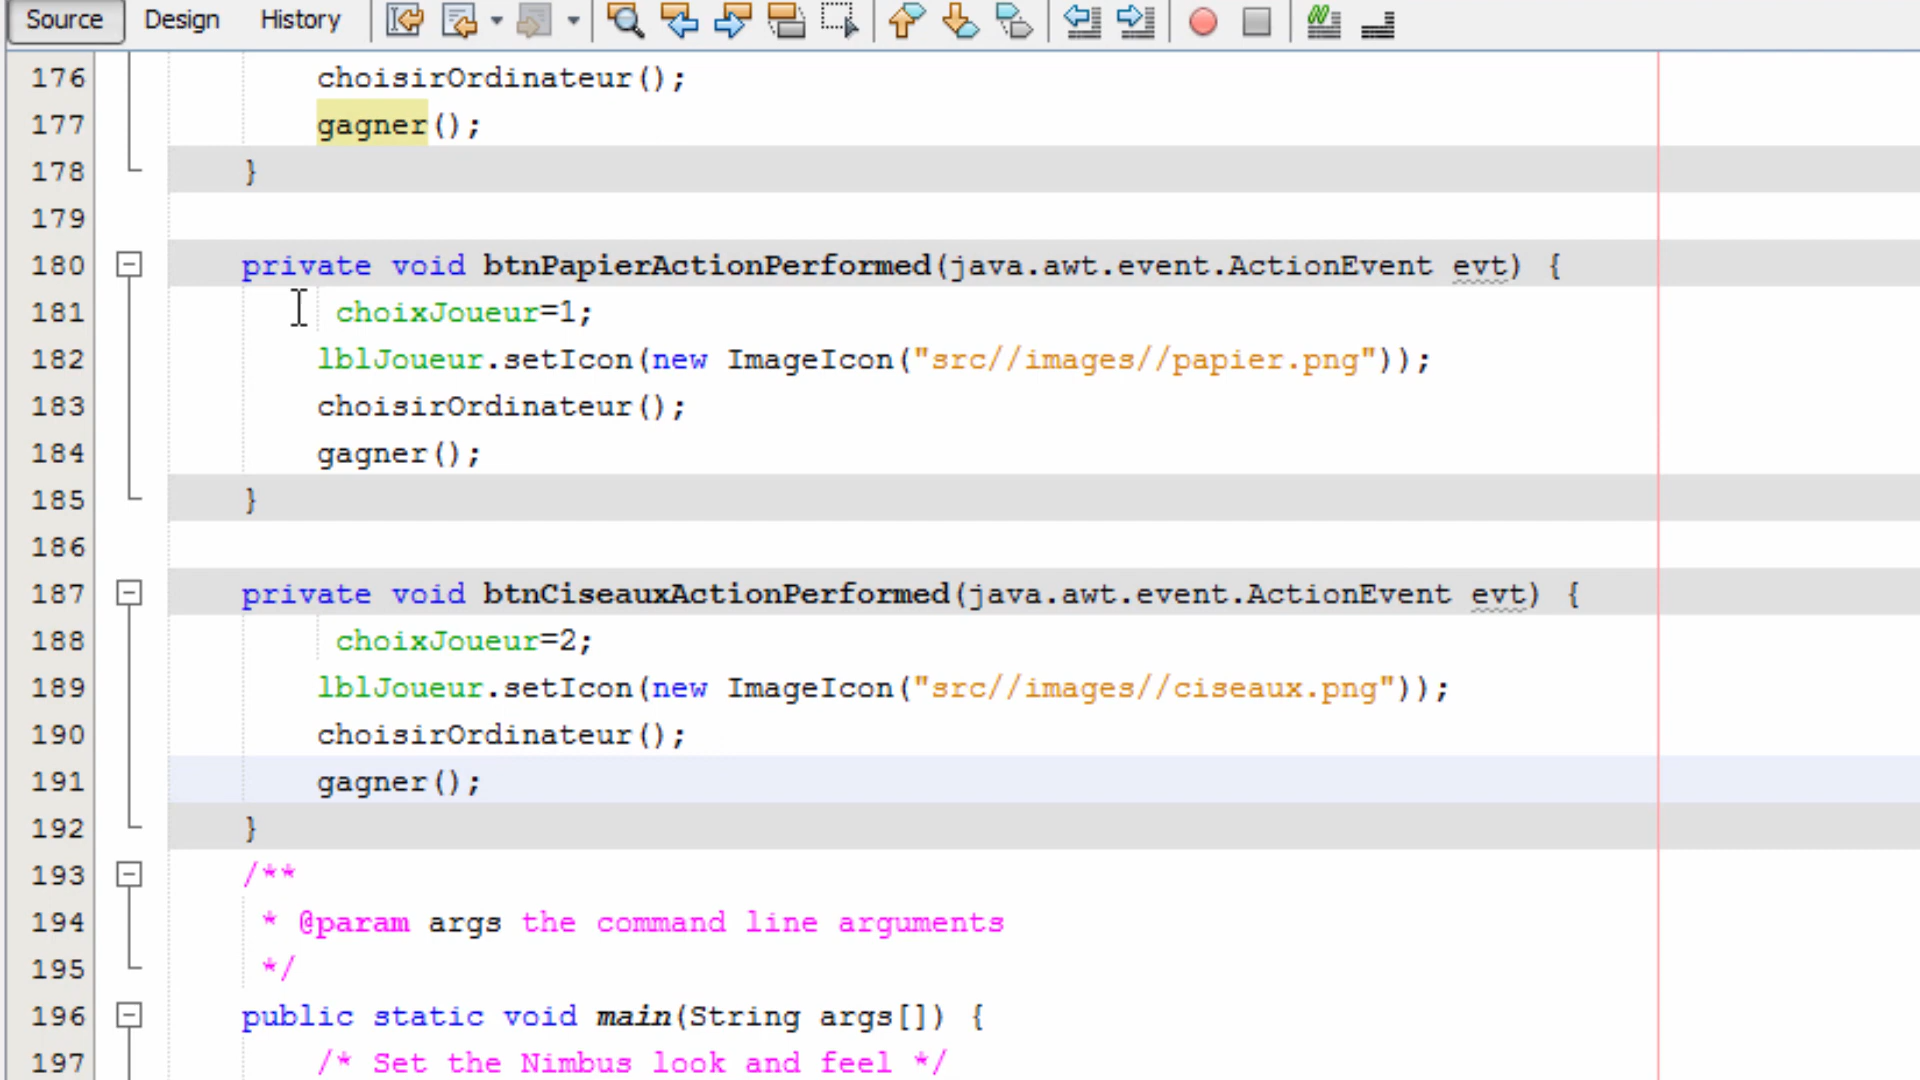 Source Design History
176 choisirOrdinateur();
177 gagner();
178 }
179
180 private void btnPapierActionPerformed(java.awt.event.ActionEvent evt) {
181 choixJoueur=1;
182 lblJoueur.setIcon(new ImageIcon("src//images//papier.png"));
183 choisirOrdinateur();
184 gagner();
185 }
186
187 private void btnCiseauxActionPerformed(java.awt.event.ActionEvent evt) {
188 choixJoueur=2;
189 lblJoueur.setIcon(new ImageIcon("src//images//ciseaux.png"));
190 choisirOrdinateur();
191 gagner();
192 }
193 /**
194 * @param args the command line arguments
195 */
196 public static void main(String args[]) {
197 /* Set the Nimbus look and feel */